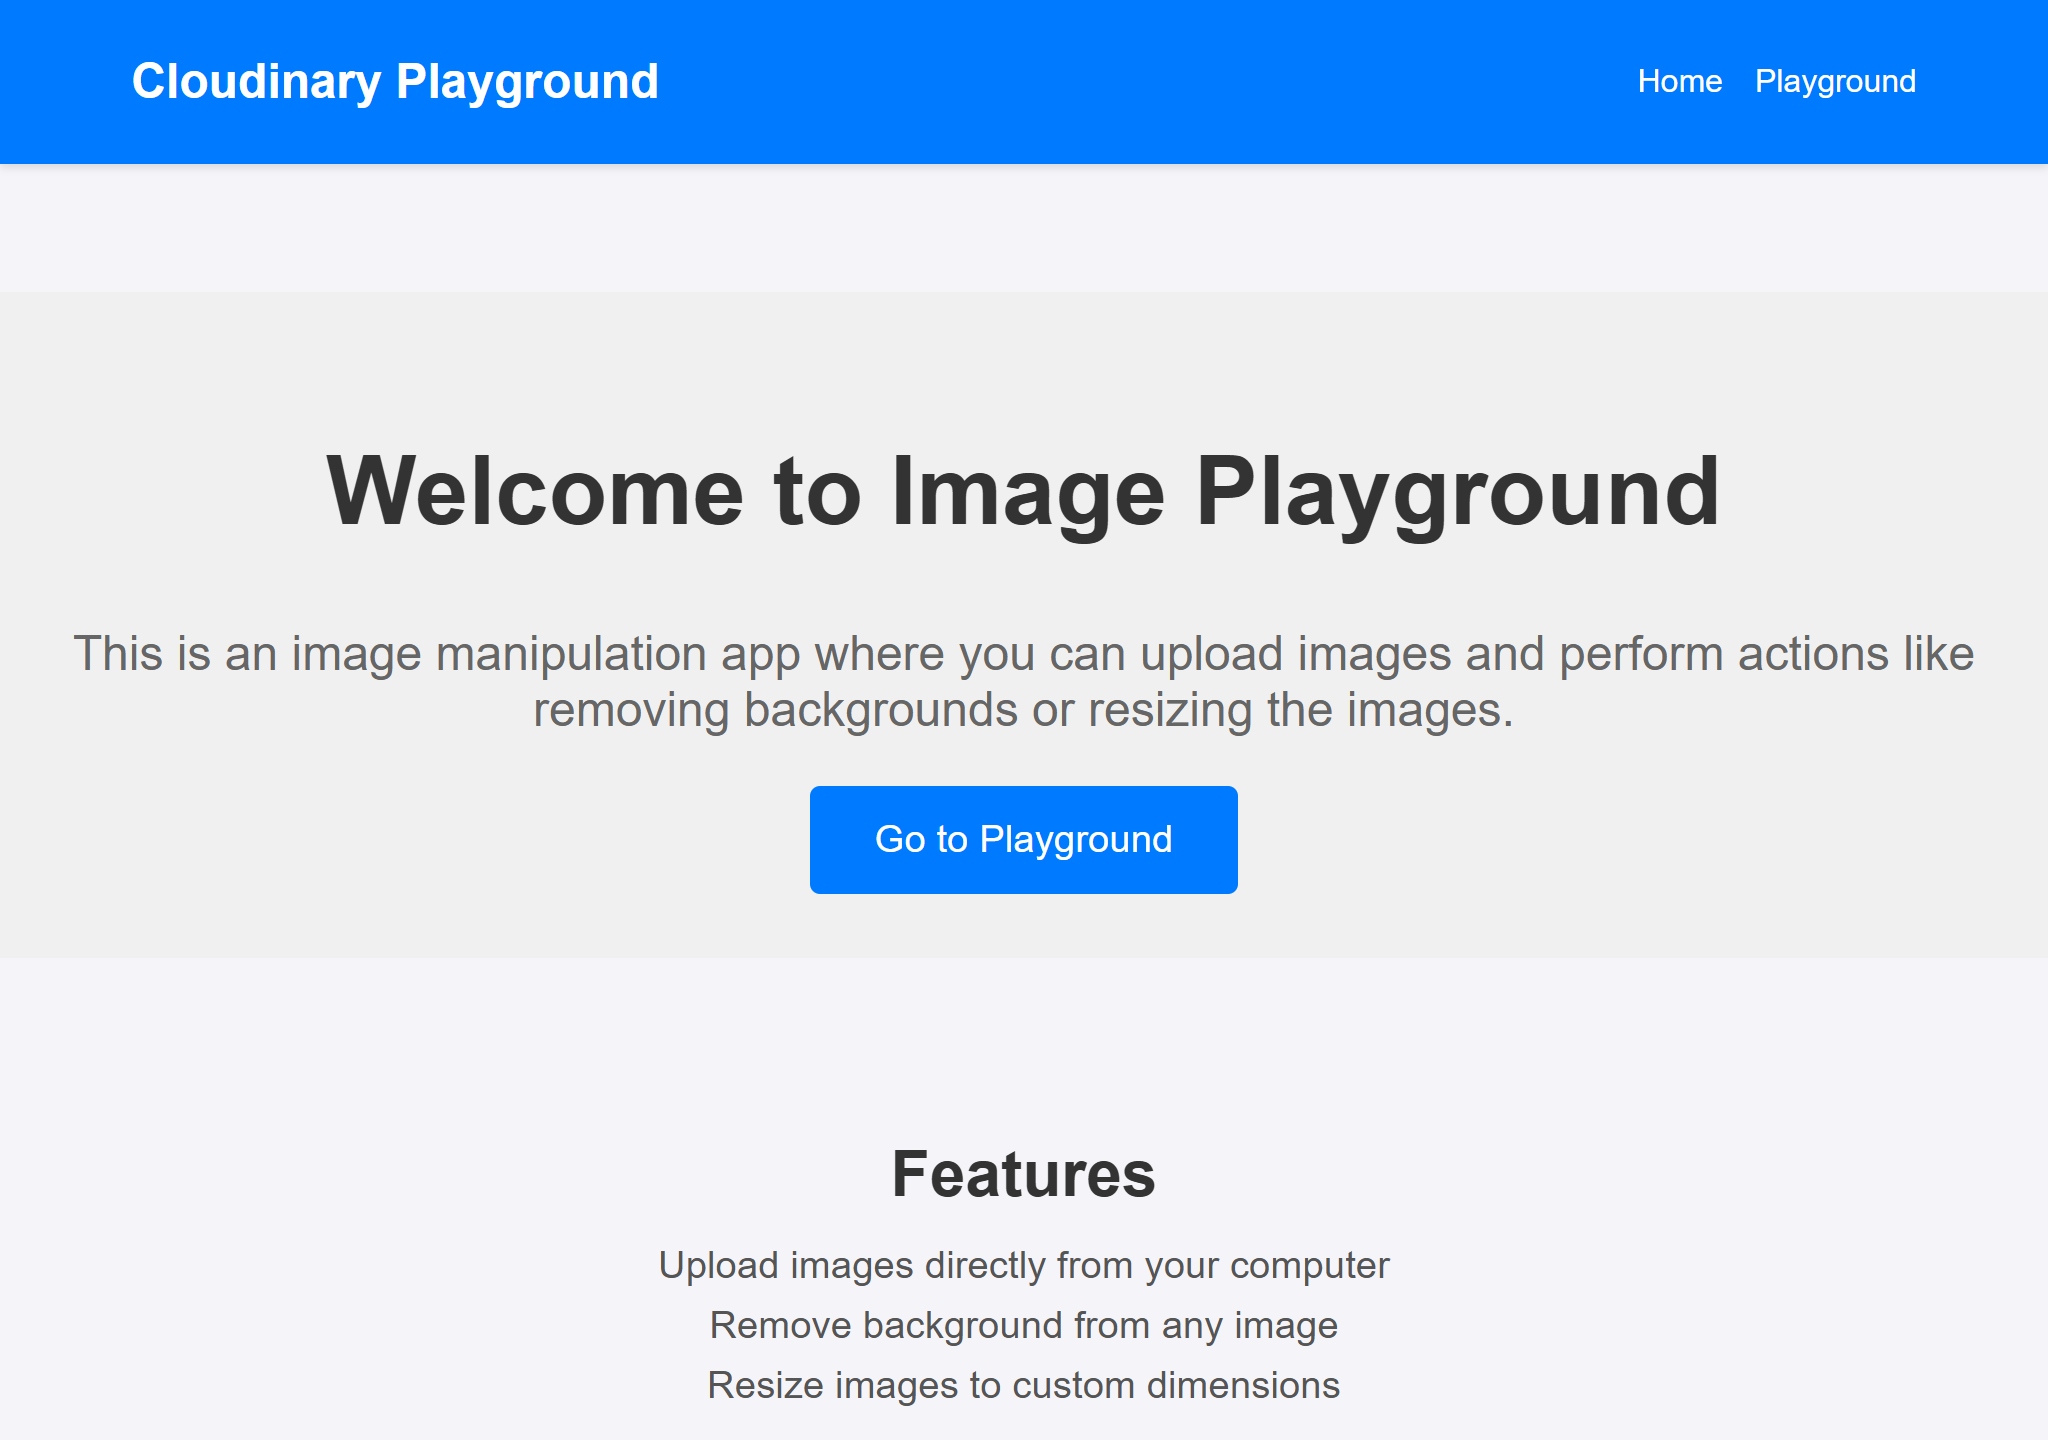 Cloudinary Playground
Home Playground
Welcome to Image Playground
This is an image manipulation app where you can upload images and perform actions like
removing backgrounds or resizing the images.
Go to Playground
Features
Upload images directly from your computer
Remove background from any image
Resize images to custom dimensions